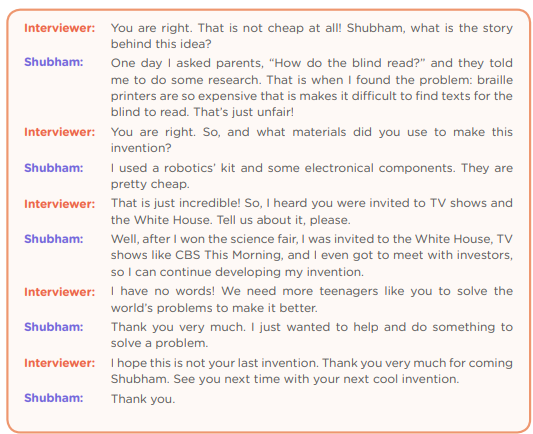 Interviewer: You are right. That is not cheap at all! Shubham, what is the story
behind this idea?
Shubham: One day I asked parents, “How do the blind read?” and they told
me to do some research. That is when I found the problem: braille
printers are so expensive that is makes it difficult to find texts for the
blind to read. That’s just unfair!
Interviewer: You are right. So, and what materials did you use to make this
invention?
Shubham: I used a robotics’ kit and some electronical components. They are
pretty cheap.
Interviewer: That is just incredible! So, I heard you were invited to TV shows and
the White House. Tell us about it, please.
Shubham: Well, after I won the science fair, I was invited to the White House, TV
shows like CBS This Morning, and I even got to meet with investors,
so I can continue developing my invention.
Interviewer: I have no words! We need more teenagers like you to solve the
world’s problems to make it better.
Shubham: Thank you very much. I just wanted to help and do something to
solve a problem.
Interviewer: I hope this is not your last invention. Thank you very much for coming
Shubham. See you next time with your next cool invention.
Shubham: Thank you.